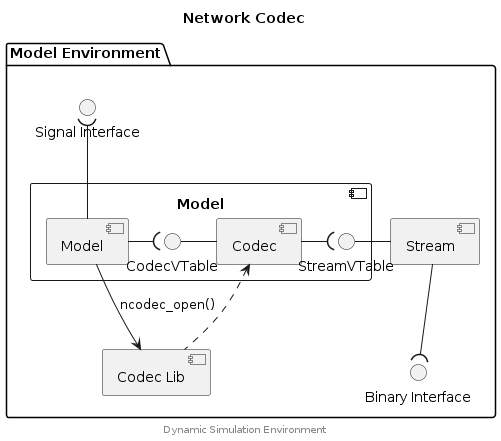 Network Codec
Model Environment
Signal Interface
Model
Model
Codec
Stream
CodecVTable
StreamVTable
ncodec_open()
Codec Lib
Binary Interface
Dynamic Simulation Environment